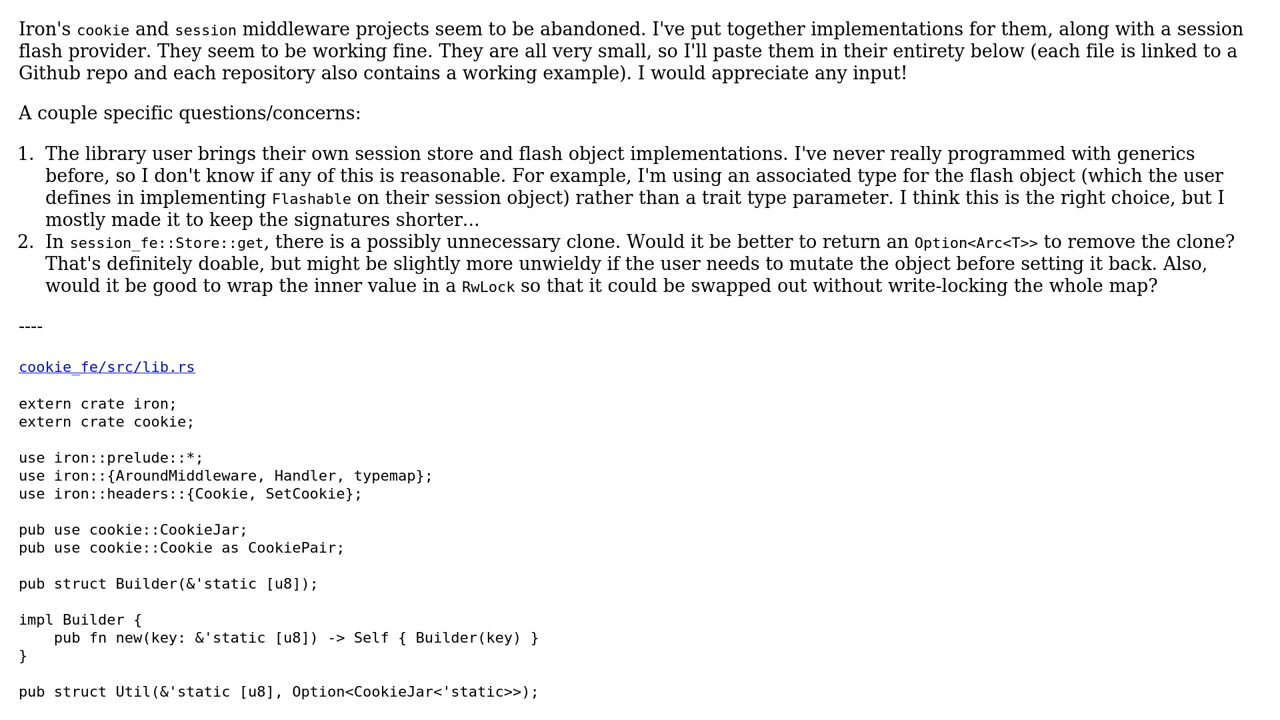 Iron's cookie and session middleware projects seem to be abandoned. I've put together implementations for them, along with a session
flash provider. They seem to be working fine. They are all very small, so I'll paste them in their entirety below (each file is linked to a
Github repo and each repository also contains a working example). I would appreciate any input!
A couple specific questions/concerns:
1. The library user brings their own session store and flash object implementations. I've never really programmed with generics
before, so I don't know if any of this is reasonable. For example, I'm using an associated type for the flash object (which the user
defines in implementing Flashable on their session object) rather than a trait type parameter. I think this is the right choice, but I
mostly made it to keep the signatures shorter...
2. In session_fe::Store::get, there is a possibly unnecessary clone. Would it be better to return an Option<Arc<T>> to remove the clone?
That's definitely doable, but might be slightly more unwieldy if the user needs to mutate the object before setting it back. Also,
would it be good to wrap the inner value in a RwLock so that it could be swapped out without write-locking the whole map?
----
cookie_fe/src/lib.rs
extern crate iron;
extern crate cookie;
use iron::prelude::*;
use iron::{AroundMiddleware, Handler, typemap};
use iron::headers::{Cookie, SetCookie};
pub use cookie::CookieJar;
pub use cookie::Cookie as CookiePair;
pub struct Builder(&'static [u8]);
impl Builder {
    pub fn new(key: &'static [u8]) -> Self { Builder(key) }
}
pub struct Util(&'static [u8], Option<CookieJar<'static>>);